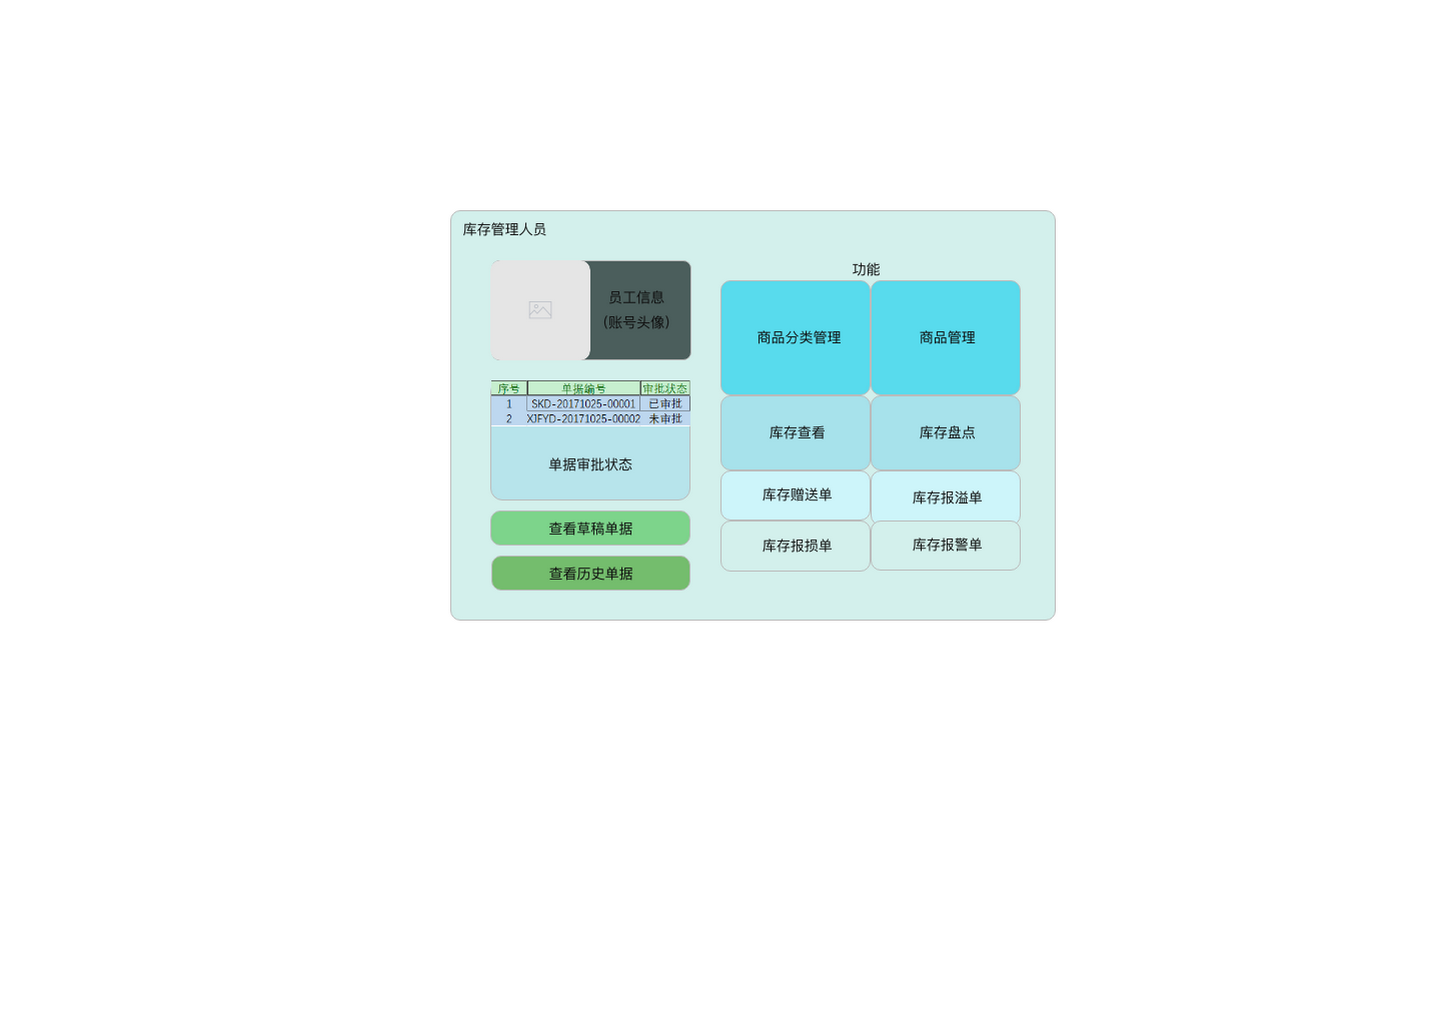 库存管理人员
员工信息
(账号头像)
序号 单据编号 审批状态
1 SKD-20171025-00001 已审批
2 XJFYD-20171025-00002 未审批
单据审批状态
查看草稿单据
查看历史单据
功能
商品分类管理 商品管理
库存查看 库存盘点
库存赠送单 库存报溢单
库存报损单 库存报警单